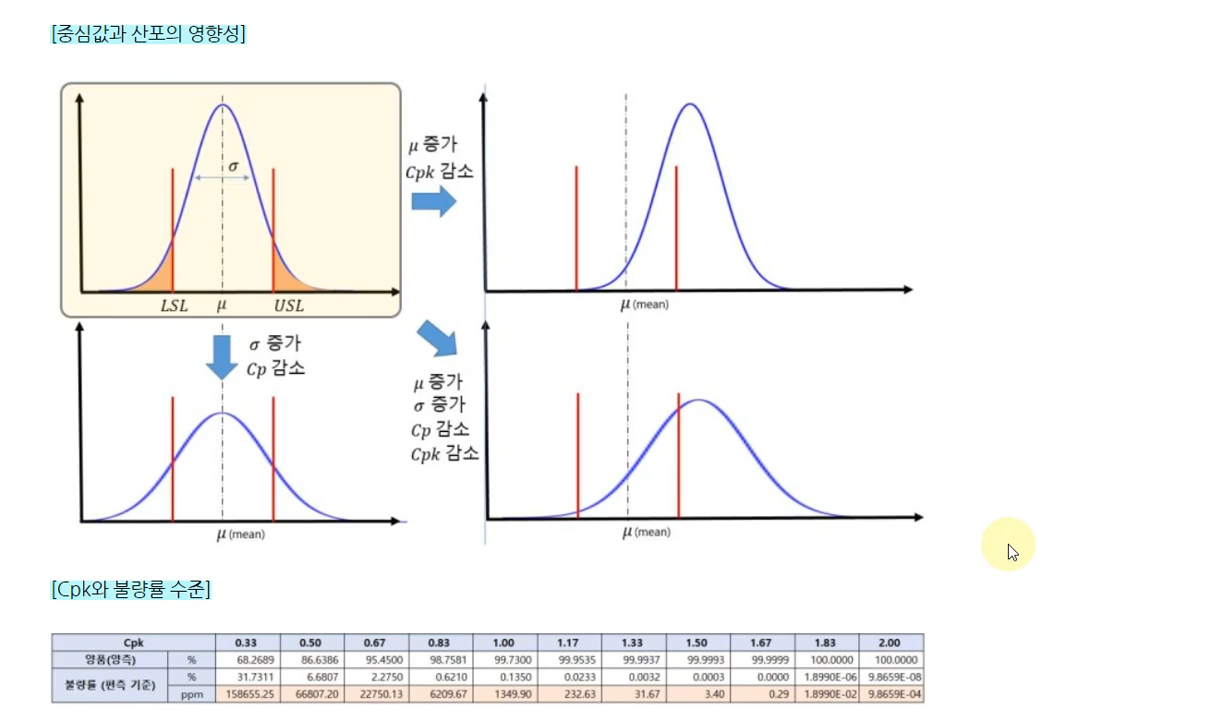 [중심값과 산포의 영향성]
σ
LSL μ USL
μ 증가
Cpk 감소
μ (mean)
σ 증가
Cp 감소
μ (mean)
μ 증가
σ 증가
Cp 감소
Cpk 감소
μ (mean)
[Cpk와 불량률 수준]
Cpk 0.33 0.50 0.67 0.83 1.00 1.17 1.33 1.50 1.67 1.83 2.00
양품(양측) % 68.2689 86.6386 95.4500 98.7581 99.7300 99.9535 99.9937 99.9993 99.9999 100.0000 100.0000
불량률 (편측 기준) % 31.7311 6.6807 2.2750 0.6210 0.1350 0.0233 0.0032 0.0003 0.0000 1.8990E-06 9.8659E-08
ppm 158655.25 66807.20 22750.13 6209.67 1349.90 232.63 31.67 3.40 0.29 1.8990E-02 9.8659E-04